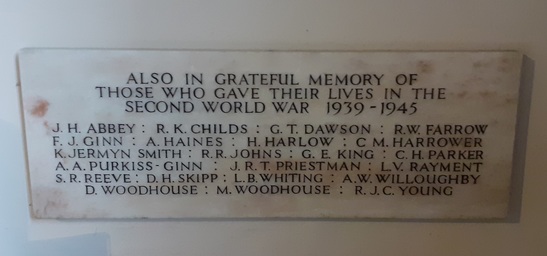 ALSO IN GRATEFUL MEMORY OF
THOSE WHO GAVE THEIR LIVES IN THE
SECOND WORLD WAR 1939-1945
J. H. ABBEY : R. K. CHILDS : G. T. DAWSON : R.W. FARROW
F. J. GINN : A. HAINES : H. HARLOW : C M. HARROWER
K. JERMYN SMITH : R. R. JOHNS : G. E. KING : C. H. PARKER
A. A. PURKISS-GINN : J. R. T. PRIESTMAN : L.V. RAYMENT
S. R. REEVE : D. H. SKIPP : L. B. WHITING : A. W. WILLOUGHBY
D. WOODHOUSE : M. WOODHOUSE : R. J. C. YOUNG